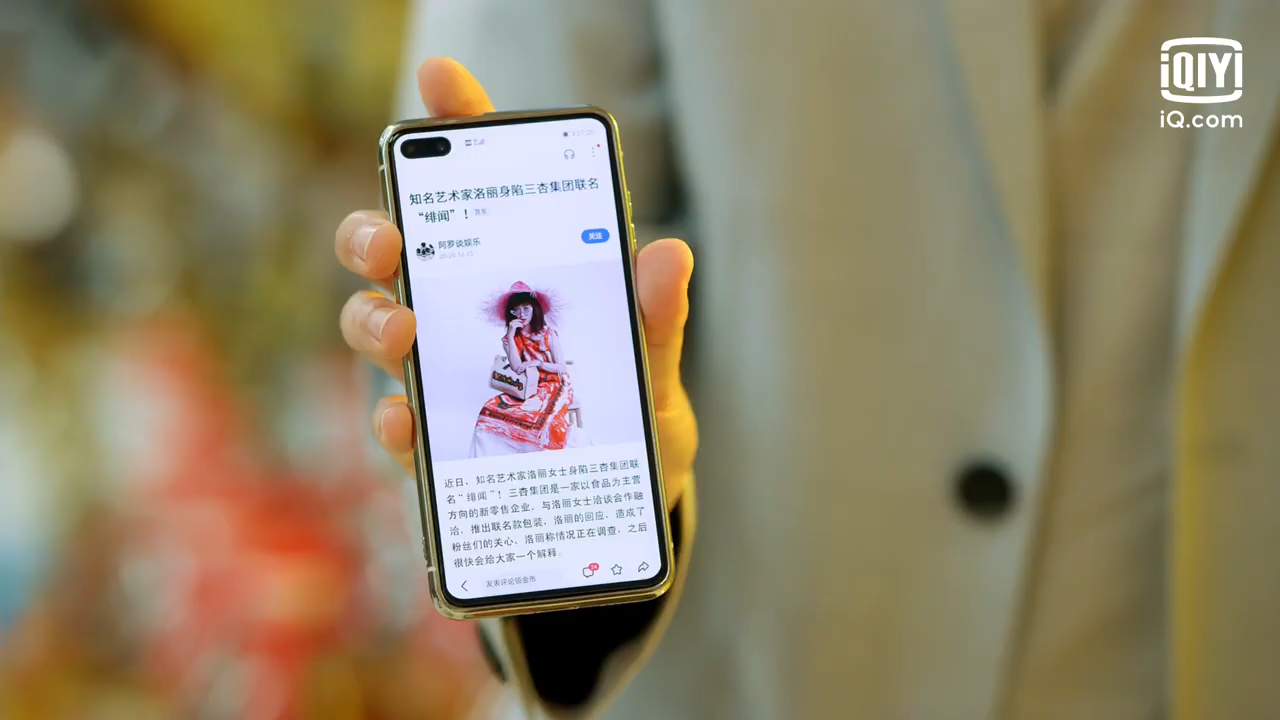 iQIYI
iQ.com
知名艺术家洛丽身陷三杏集团联名
“绯闻”！
阿罗谈娱乐
关注
近日，知名艺术家洛丽女士身陷三杏集团联
名“绯闻”！三杏集团是一家以食品为主营
方向的新零售企业，与洛丽女士洽谈合作融
洽，推出联名款包装，洛丽的回应，造成了
粉丝们的关心，洛丽称情况正在调查，之后
很快会给大家一个解释。
发表评论领金币
24